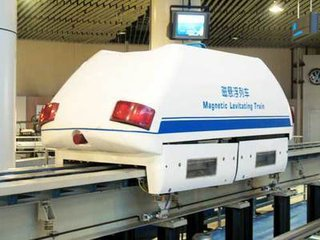 磁悬浮列车
Magnetic Levitating Train